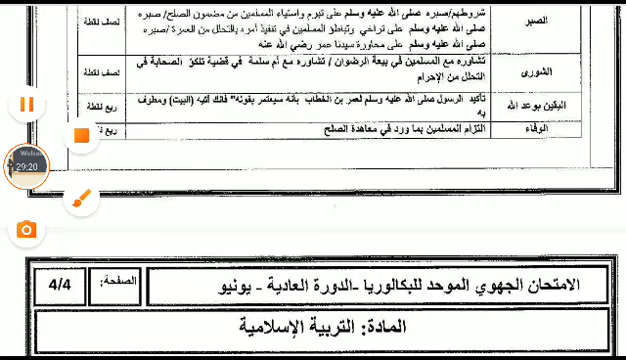 شروطهم/صبره صلى الله عليه وسلم على تبرم واستياء المسلمين من مضمون الصلح/ صبره
الصبر
صلى الله عليه وسلم على تراخي وتباطؤ المسلمين في تنفيذ أمره بالتحلل من العمرة /صبره
نصف نقطة
صلى الله عليه وسلم على محاورة سيدنا عمر رضي الله عنه
الشورى
تشاوره مع المسلمين في بيعة الرضوان / تشاوره مع أم سلمة في قضية تلكؤ الصحابة في
نصف نقطة
التحلل من الإحرام
اليقين بوعد الله
تأكيد الرسول صلى الله عليه وسلم لعمر بن الخطاب بأنه سيعتمر بقوله" فإنك آتيه (البيت) ومطوف
ربع نقطة
به
الوفاء
التزام المسلمين بما ورد في معاهدة الصلح
ربع
Welcom
29:20
الامتحان الجهوي الموحد للبكالوريا -الدورة العادية - يونيو
الصفحة:
4/4
المادة: التربية الإسلامية